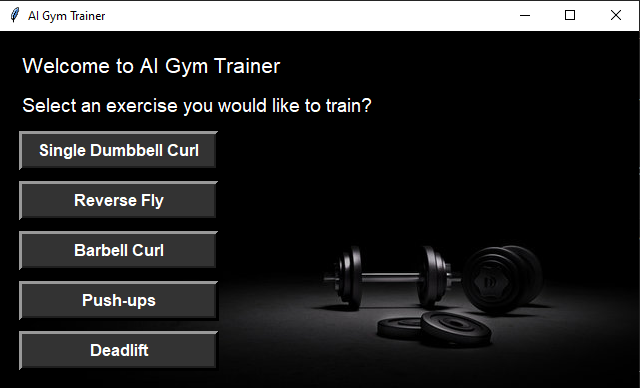 AI Gym Trainer
Welcome to AI Gym Trainer
Select an exercise you would like to train?
Single Dumbbell Curl
Reverse Fly
Barbell Curl
Push-ups
Deadlift